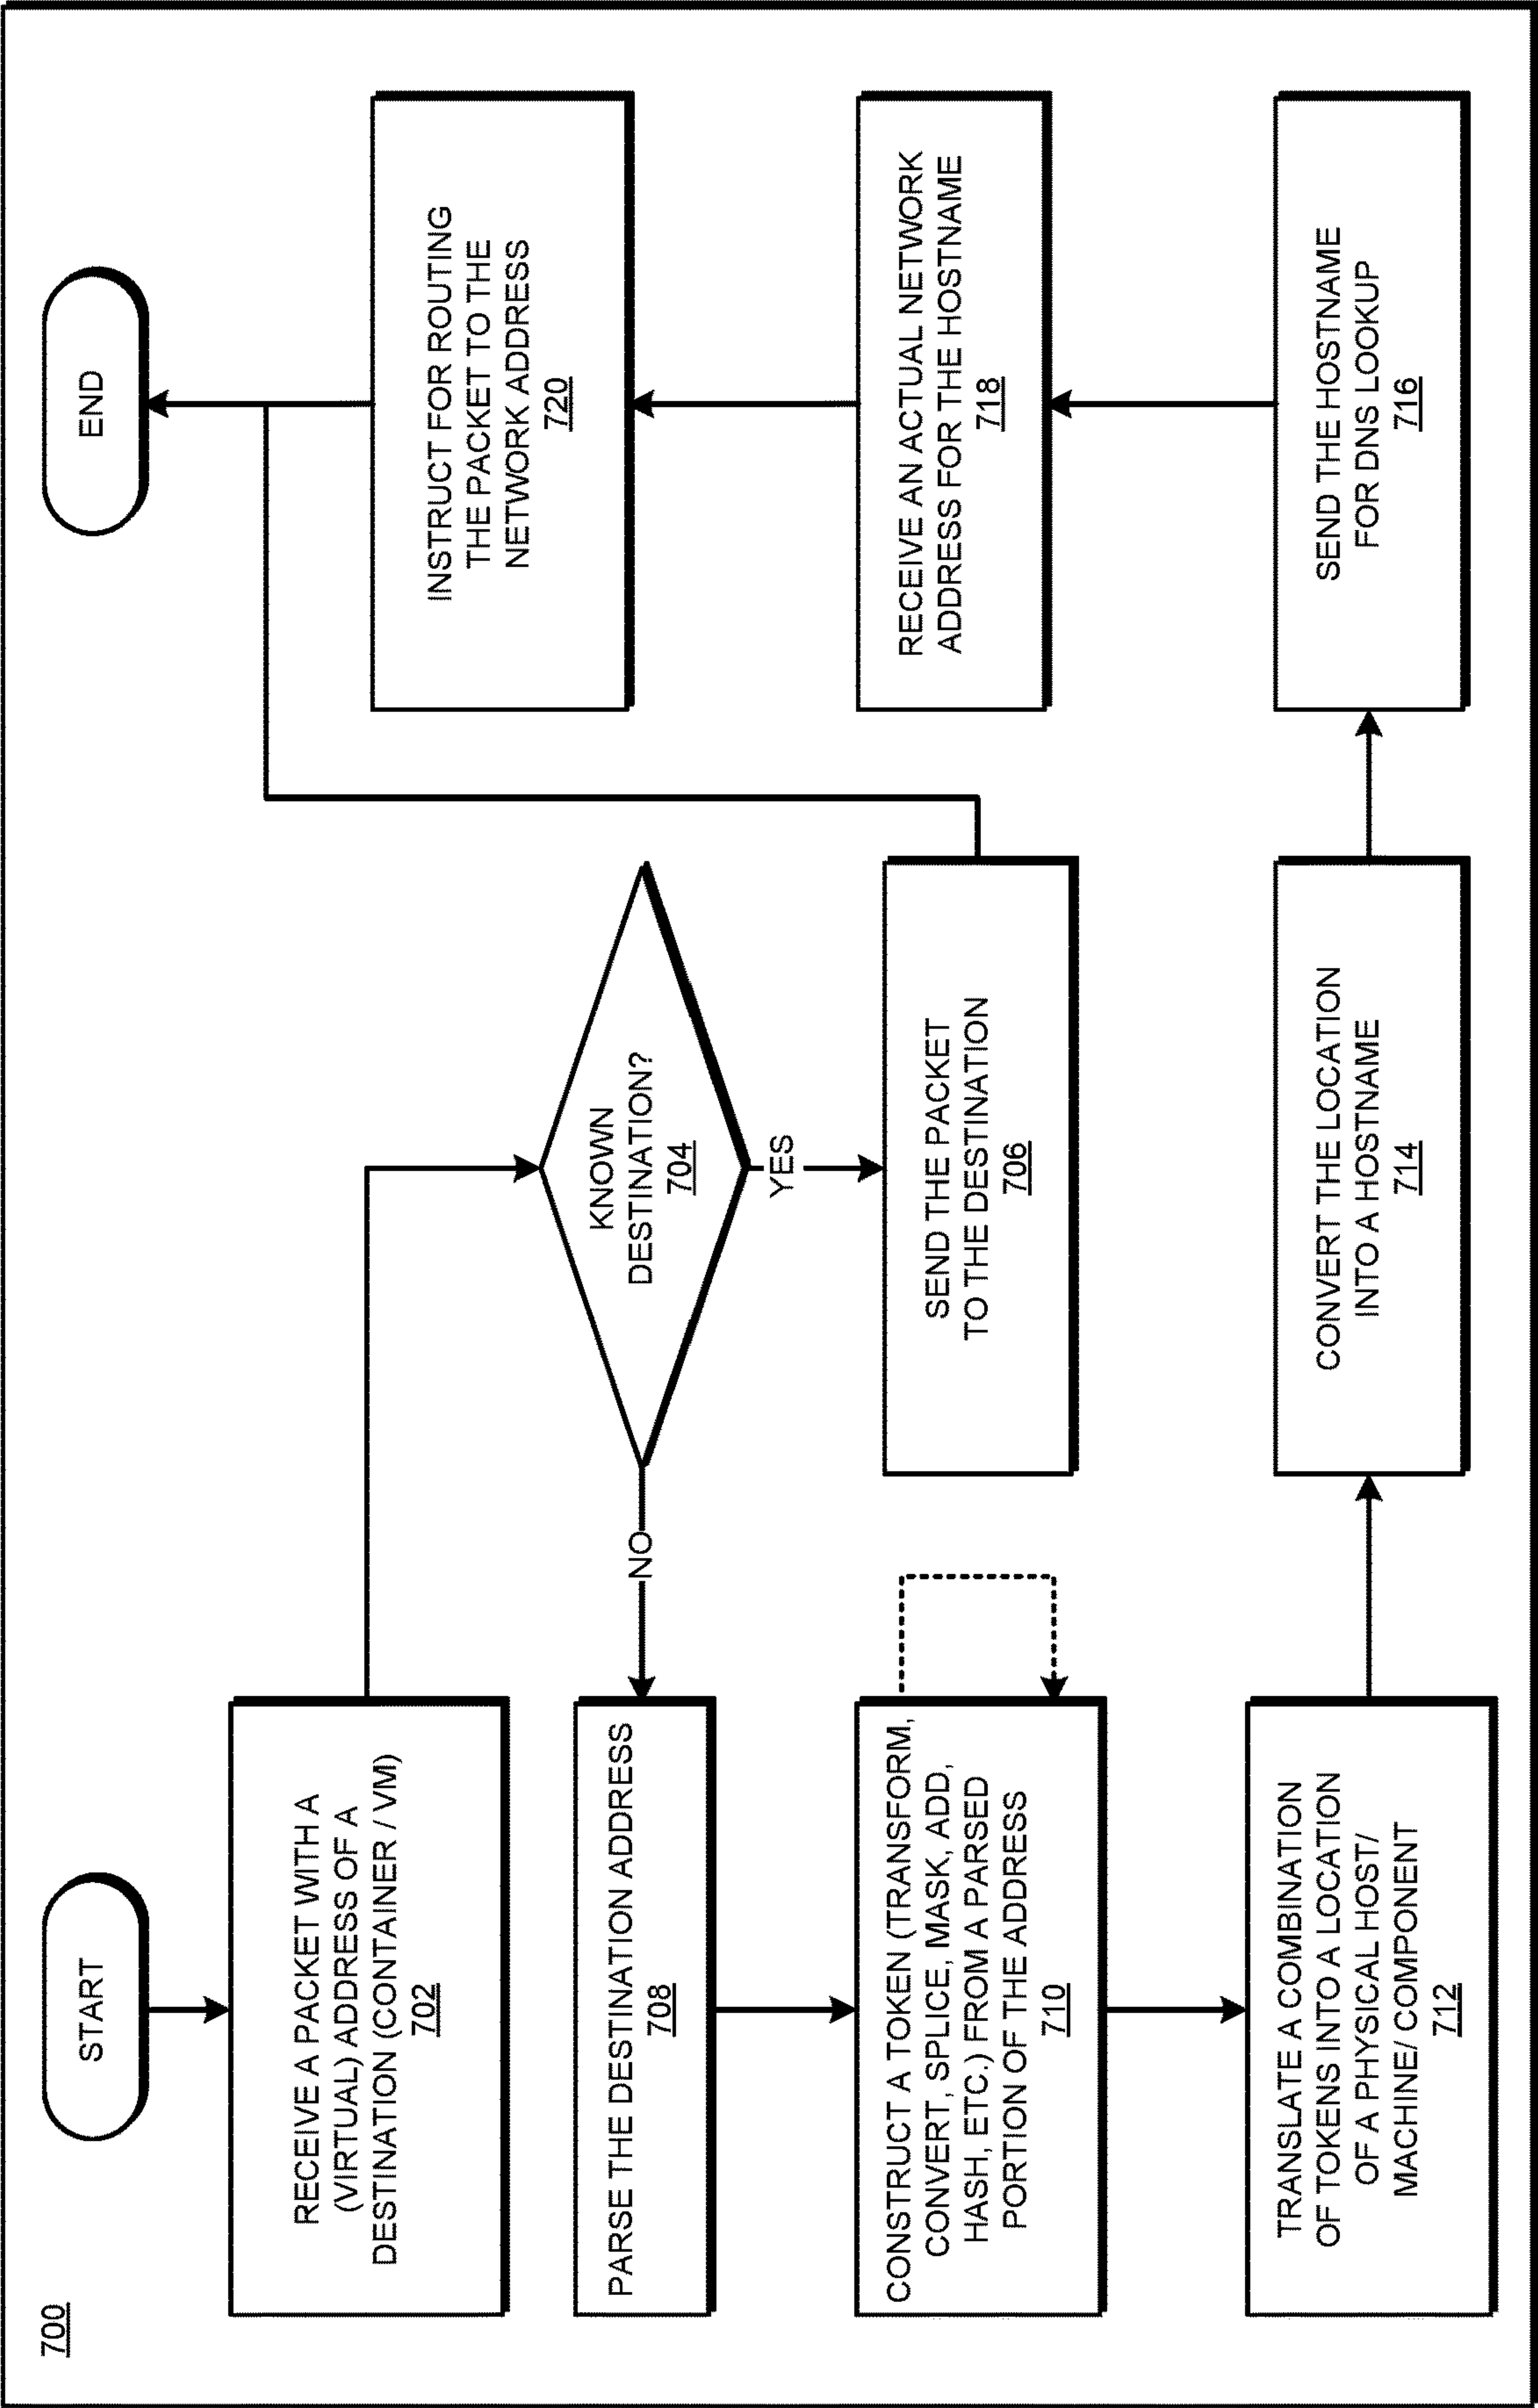 700
START
RECEIVE A PACKET WITH A
(VIRTUAL) ADDRESS OF A
DESTINATION (CONTAINER / VM)
702
KNOWN
DESTINATION?
704
YES
NO
SEND THE PACKET
TO THE DESTINATION
706
PARSE THE DESTINATION ADDRESS
708
CONSTRUCT A TOKEN (TRANSFORM,
CONVERT, SPLICE, MASK, ADD,
HASH, ETC.) FROM A PARSED
PORTION OF THE ADDRESS
710
TRANSLATE A COMBINATION
OF TOKENS INTO A LOCATION
OF A PHYSICAL HOST/
MACHINE/ COMPONENT
712
CONVERT THE LOCATION
INTO A HOSTNAME
714
SEND THE HOSTNAME
FOR DNS LOOKUP
716
RECEIVE AN ACTUAL NETWORK
ADDRESS FOR THE HOSTNAME
718
INSTRUCT FOR ROUTING
THE PACKET TO THE
NETWORK ADDRESS
720
END